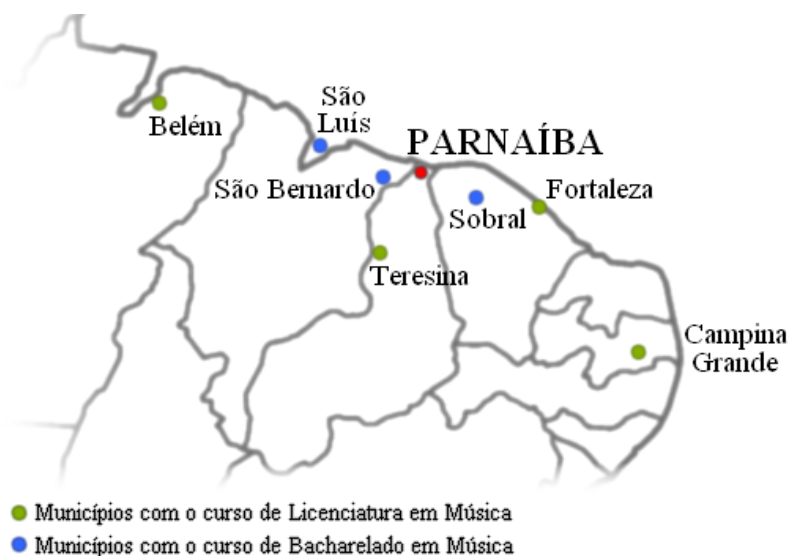 São
Luís
Belém
PARNAÍBA
São Bernardo
Fortaleza
Sobral
Teresina
Campina
Grande
Municípios com o curso de Licenciatura em Música
Municípios com o curso de Bacharelado em Música